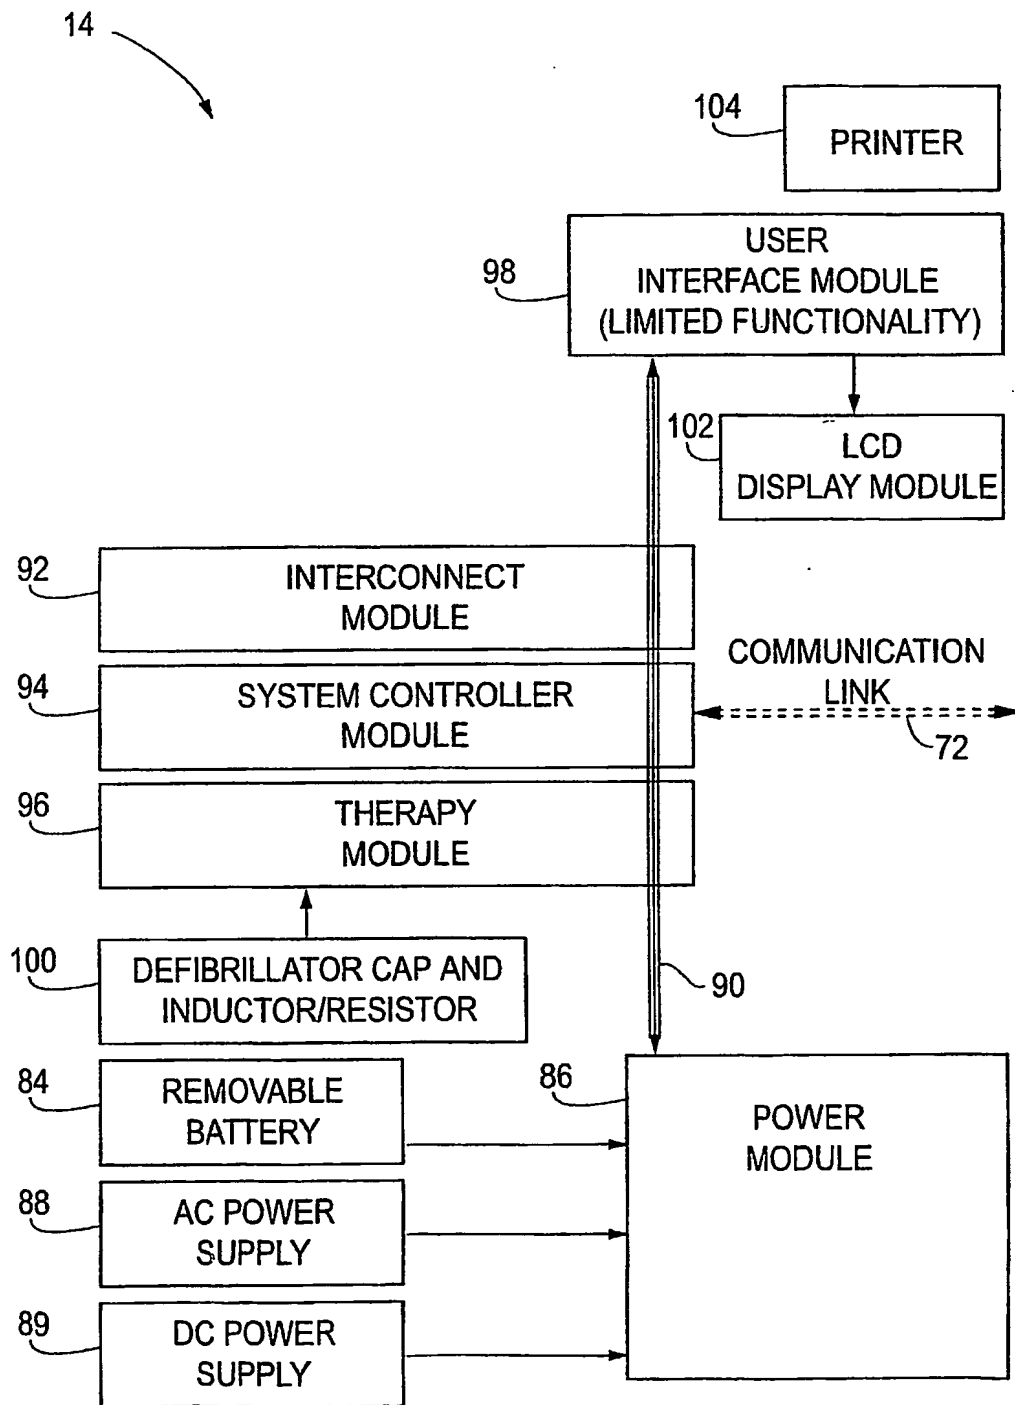 14
104
PRINTER
98
USER
INTERFACE MODULE
(LIMITED FUNCTIONALITY)
102
LCD
DISPLAY MODULE
92
INTERCONNECT
MODULE
94
SYSTEM CONTROLLER
MODULE
COMMUNICATION
LINK
72
96
THERAPY
MODULE
100
DEFIBRILLATOR CAP AND
INDUCTOR/RESISTOR
90
84
REMOVABLE
BATTERY
86
POWER
MODULE
88
AC POWER
SUPPLY
89
DC POWER
SUPPLY